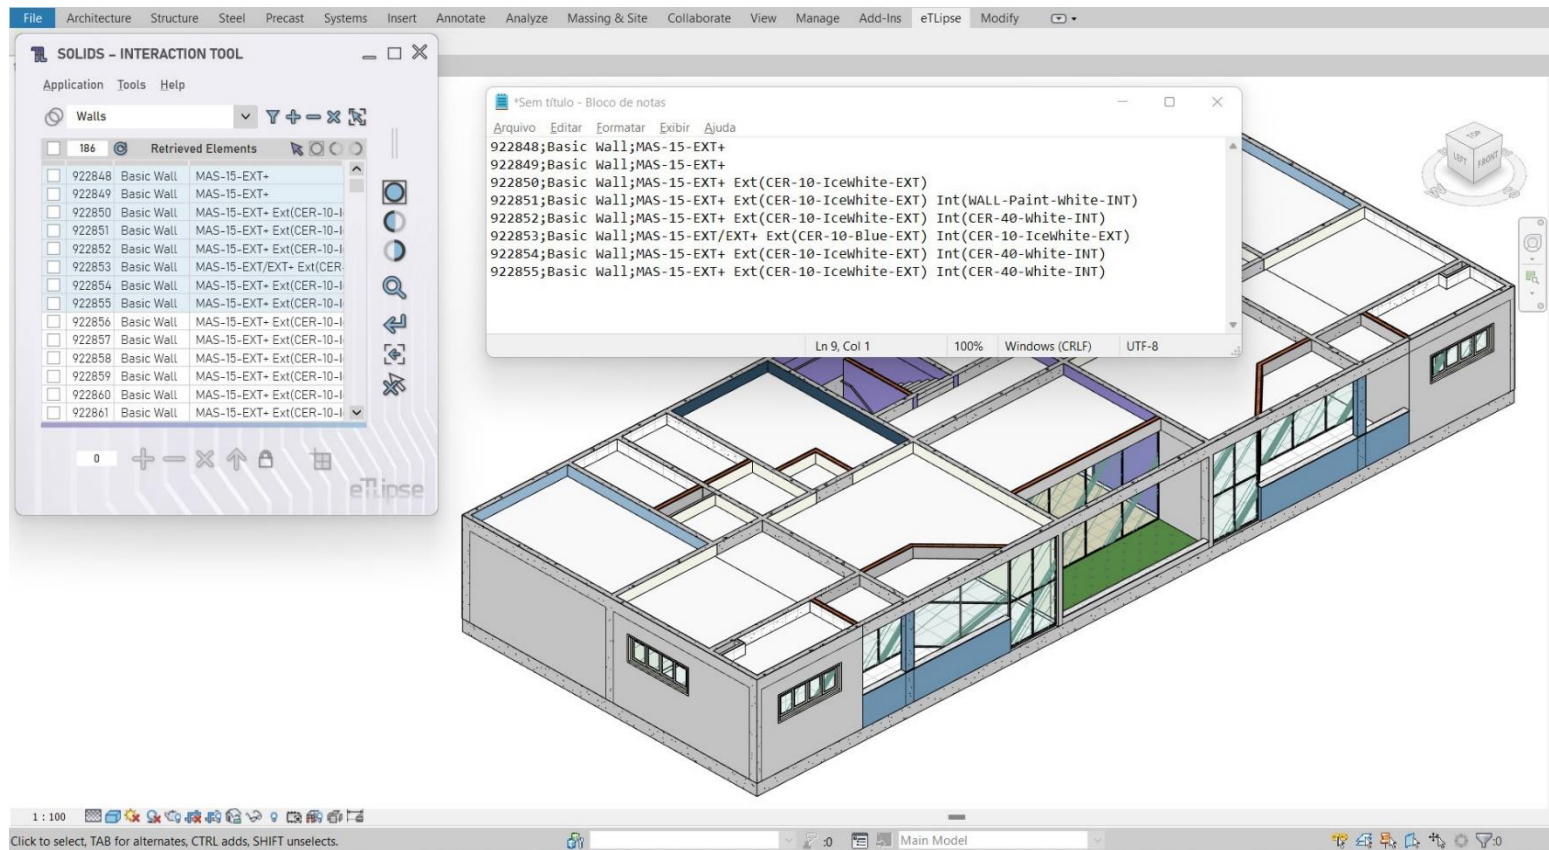 File Architecture Structure Steel Precast Systems Insert Annotate Analyze Massing & Site Collaborate View Manage Add-Ins eTLipse Modify
SOLIDS - INTERACTION TOOL
Application Tools Help
Walls
186 Retrieved Elements
922848 Basic Wall MAS-15-EXT+
922849 Basic Wall MAS-15-EXT+
922850 Basic Wall MAS-15-EXT+ Ext(CER-10-I
922851 Basic Wall MAS-15-EXT+ Ext(CER-10-I
922852 Basic Wall MAS-15-EXT+ Ext(CER-10-I
922853 Basic Wall MAS-15-EXT/EXT+ Ext(CER-
922854 Basic Wall MAS-15-EXT+ Ext(CER-10-I
922855 Basic Wall MAS-15-EXT+ Ext(CER-10-I
922856 Basic Wall MAS-15-EXT+ Ext(CER-10-I
922857 Basic Wall MAS-15-EXT+ Ext(CER-10-I
922858 Basic Wall MAS-15-EXT+ Ext(CER-10-I
922859 Basic Wall MAS-15-EXT+ Ext(CER-10-I
922860 Basic Wall MAS-15-EXT+ Ext(CER-10-I
922861 Basic Wall MAS-15-EXT+ Ext(CER-10-I
0
eTLipse
*Sem título - Bloco de notas
Arquivo Editar Formatar Exibir Ajuda
922848;Basic Wall;MAS-15-EXT+
922849;Basic Wall;MAS-15-EXT+
922850;Basic Wall;MAS-15-EXT+ Ext(CER-10-IceWhite-EXT)
922851;Basic Wall;MAS-15-EXT+ Ext(CER-10-IceWhite-EXT) Int(WALL-Paint-White-INT)
922852;Basic Wall;MAS-15-EXT+ Ext(CER-10-IceWhite-EXT) Int(CER-40-White-INT)
922853;Basic Wall;MAS-15-EXT/EXT+ Ext(CER-10-Blue-EXT) Int(CER-10-IceWhite-EXT)
922854;Basic Wall;MAS-15-EXT+ Ext(CER-10-IceWhite-EXT) Int(CER-40-White-INT)
922855;Basic Wall;MAS-15-EXT+ Ext(CER-10-IceWhite-EXT) Int(CER-40-White-INT)
Ln 9, Col 1 100% Windows (CRLF) UTF-8
TOP
LEFT FRONT
1 : 100
Click to select, TAB for alternates, CTRL adds, SHIFT unselects. :0 Main Model :0